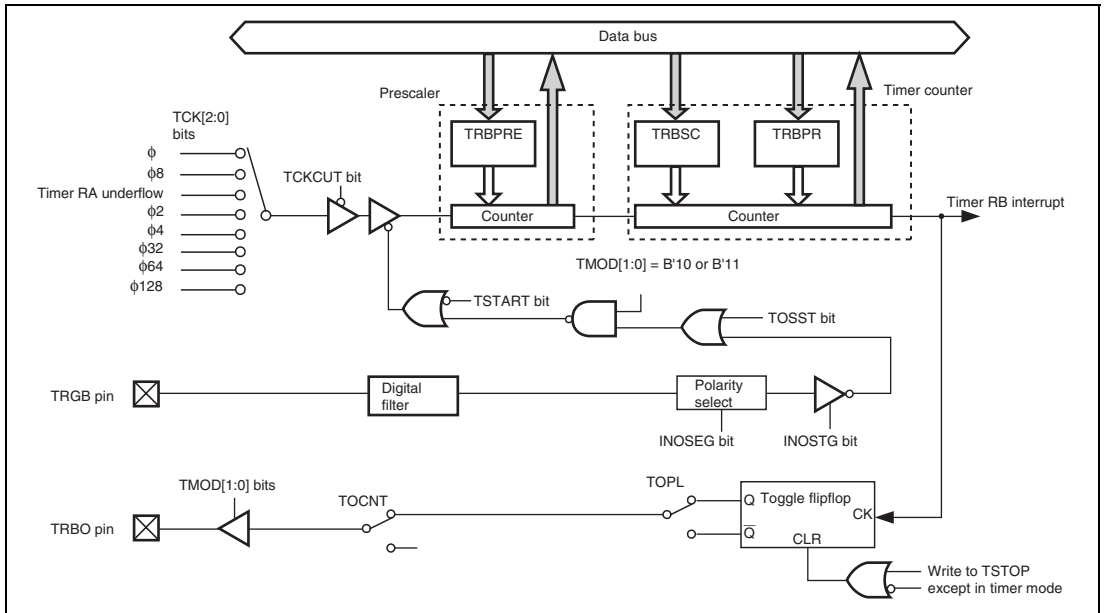 Data bus
Prescaler
Timer counter
TCK[2:0]
bits
TRBPRE
TRBSC
TRBPR
ϕ
ϕ8
Timer RA underflow
ϕ2
ϕ4
ϕ32
ϕ64
ϕ128
TCKCUT bit
Counter
Counter
Timer RB interrupt
TMOD[1:0] = B'10 or B'11
TSTART bit
TOSST bit
TRGB pin
Digital
filter
Polarity
select
INOSEG bit
INOSTG bit
TMOD[1:0] bits
TOCNT
TOPL
TRBO pin
Q
Toggle flipflop
CK
Q̅
CLR
Write to TSTOP
except in timer mode